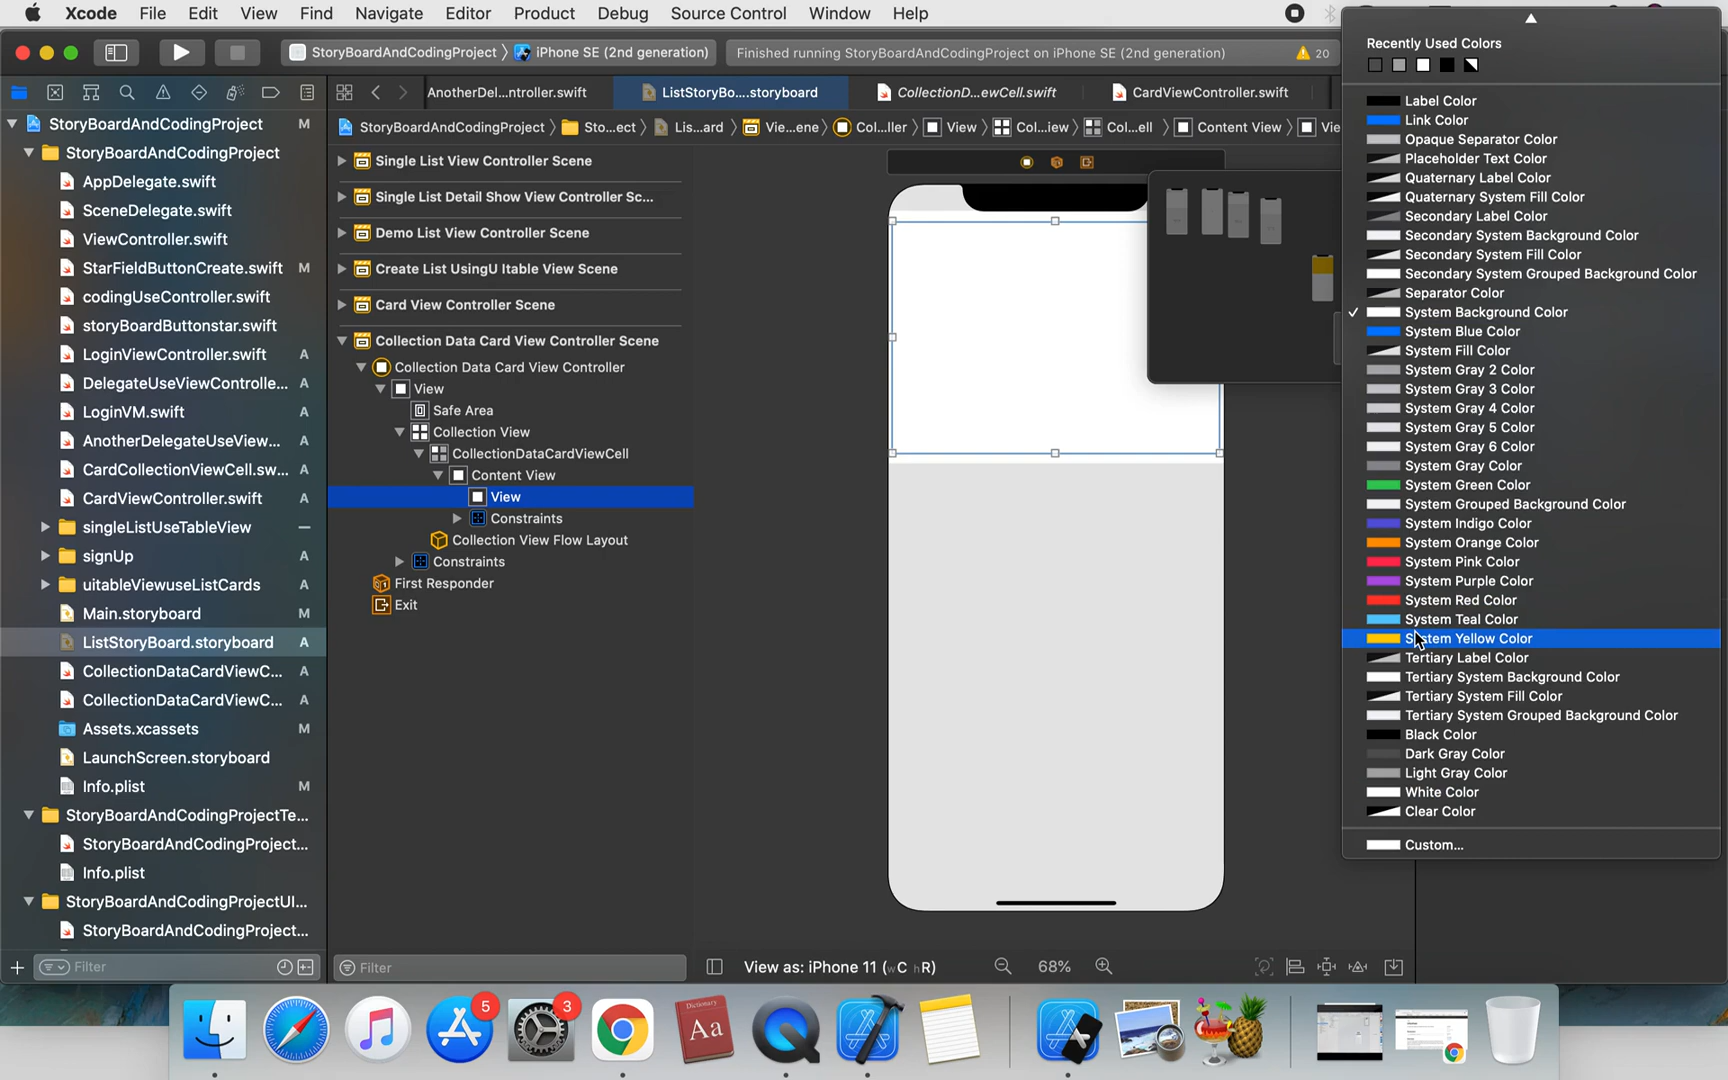 Xcode File Edit View Find Navigate Editor Product Debug Source Control Window Help
StoryBoardAndCodingProject iPhone SE (2nd generation) Finished running StoryBoardAndCodingProject on iPhone SE (2nd generation) 20
AnotherDel...ntroller.swift ListStoryBo....storyboard CollectionD...ewCell.swift CardViewController.swift
StoryBoardAndCodingProject Sto...ect Lis...ard Vie...ene Col...ller View Col...iew Col...ell Content View Vie
StoryBoardAndCodingProject M
StoryBoardAndCodingProject
AppDelegate.swift
SceneDelegate.swift
ViewController.swift
StarFieldButtonCreate.swift M
codingUseController.swift
storyBoardButtonstar.swift
LoginViewController.swift A
DelegateUseViewControlle... A
LoginVM.swift A
AnotherDelegateUseView... A
CardCollectionViewCell.sw... A
CardViewController.swift A
singleListUseTableView
signUp A
uitableViewuseListCards A
Main.storyboard M
ListStoryBoard.storyboard A
CollectionDataCardViewC... A
CollectionDataCardViewC... A
Assets.xcassets M
LaunchScreen.storyboard
Info.plist M
StoryBoardAndCodingProjectTe...
StoryBoardAndCodingProject...
Info.plist
StoryBoardAndCodingProjectUI...
StoryBoardAndCodingProject...
Filter
Single List View Controller Scene
Single List Detail Show View Controller Sc...
Demo List View Controller Scene
Create List UsingU Itable View Scene
Card View Controller Scene
Collection Data Card View Controller Scene
Collection Data Card View Controller
View
Safe Area
Collection View
CollectionDataCardViewCell
Content View
View
Constraints
Collection View Flow Layout
Constraints
First Responder
Exit
Filter
View as: iPhone 11 (wC hR) 68%
Recently Used Colors
Label Color
Link Color
Opaque Separator Color
Placeholder Text Color
Quaternary Label Color
Quaternary System Fill Color
Secondary Label Color
Secondary System Background Color
Secondary System Fill Color
Secondary System Grouped Background Color
Separator Color
System Background Color
System Blue Color
System Fill Color
System Gray 2 Color
System Gray 3 Color
System Gray 4 Color
System Gray 5 Color
System Gray 6 Color
System Gray Color
System Green Color
System Grouped Background Color
System Indigo Color
System Orange Color
System Pink Color
System Purple Color
System Red Color
System Teal Color
System Yellow Color
Tertiary Label Color
Tertiary System Background Color
Tertiary System Fill Color
Tertiary System Grouped Background Color
Black Color
Dark Gray Color
Light Gray Color
White Color
Clear Color
Custom...
5
3
Dictionary
Aa